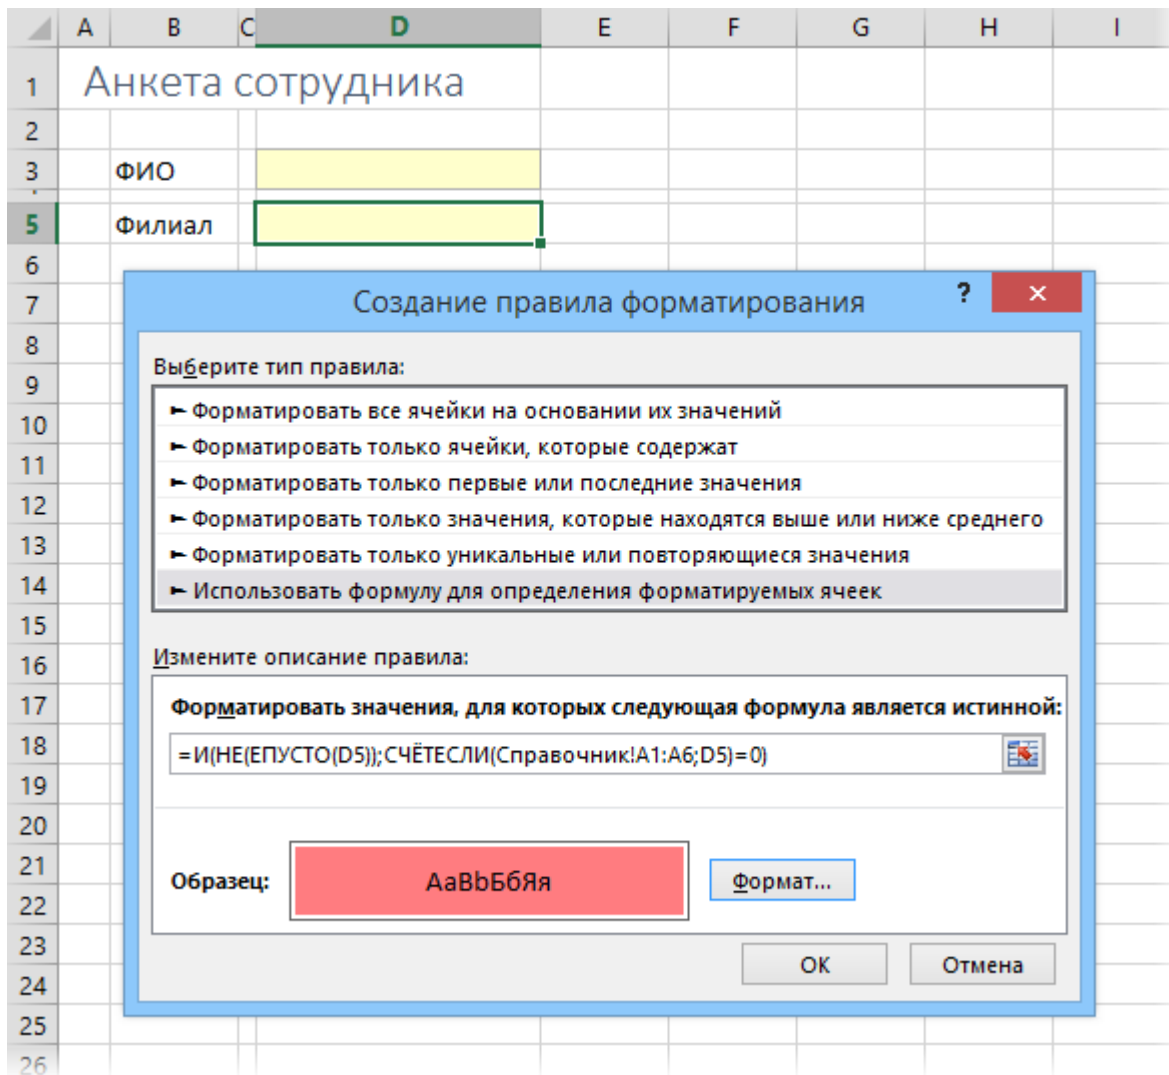 A B C D E F G H I
1 Анкета сотрудника
2
3 ФИО
5 Филиал
6
7 Создание правила форматирования ?
8 Выберите тип правила:
9
10 Форматировать все ячейки на основании их значений
Форматировать только ячейки, которые содержат
11
12 Форматировать только первые или последние значения
Форматировать только значения, которые находятся выше или ниже среднего
13
Форматировать только уникальные или повторяющиеся значения
14 Использовать формулу для определения форматируемых ячеек
15
16 Измените описание правила:
17 Форматировать значения, для которых следующая формула является истинной:
18 =И(НЕ(ЕПУСТО(D5));СЧЁТЕСЛИ(Справочник!A1:A6;D5)=0)
19
20
21 Образец: АаВbБбЯя Формат...
22
23
ОК Отмена
24
25
26